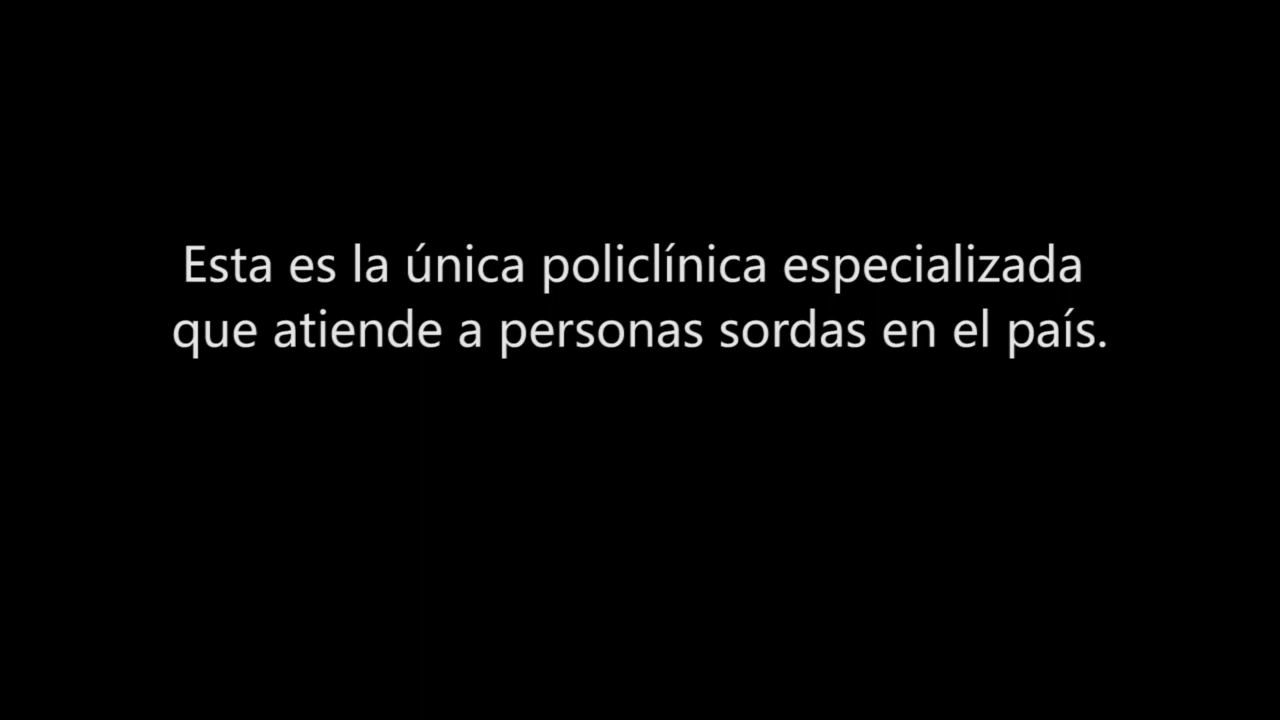 Esta es la única policlínica especializada
que atiende a personas sordas en el país.